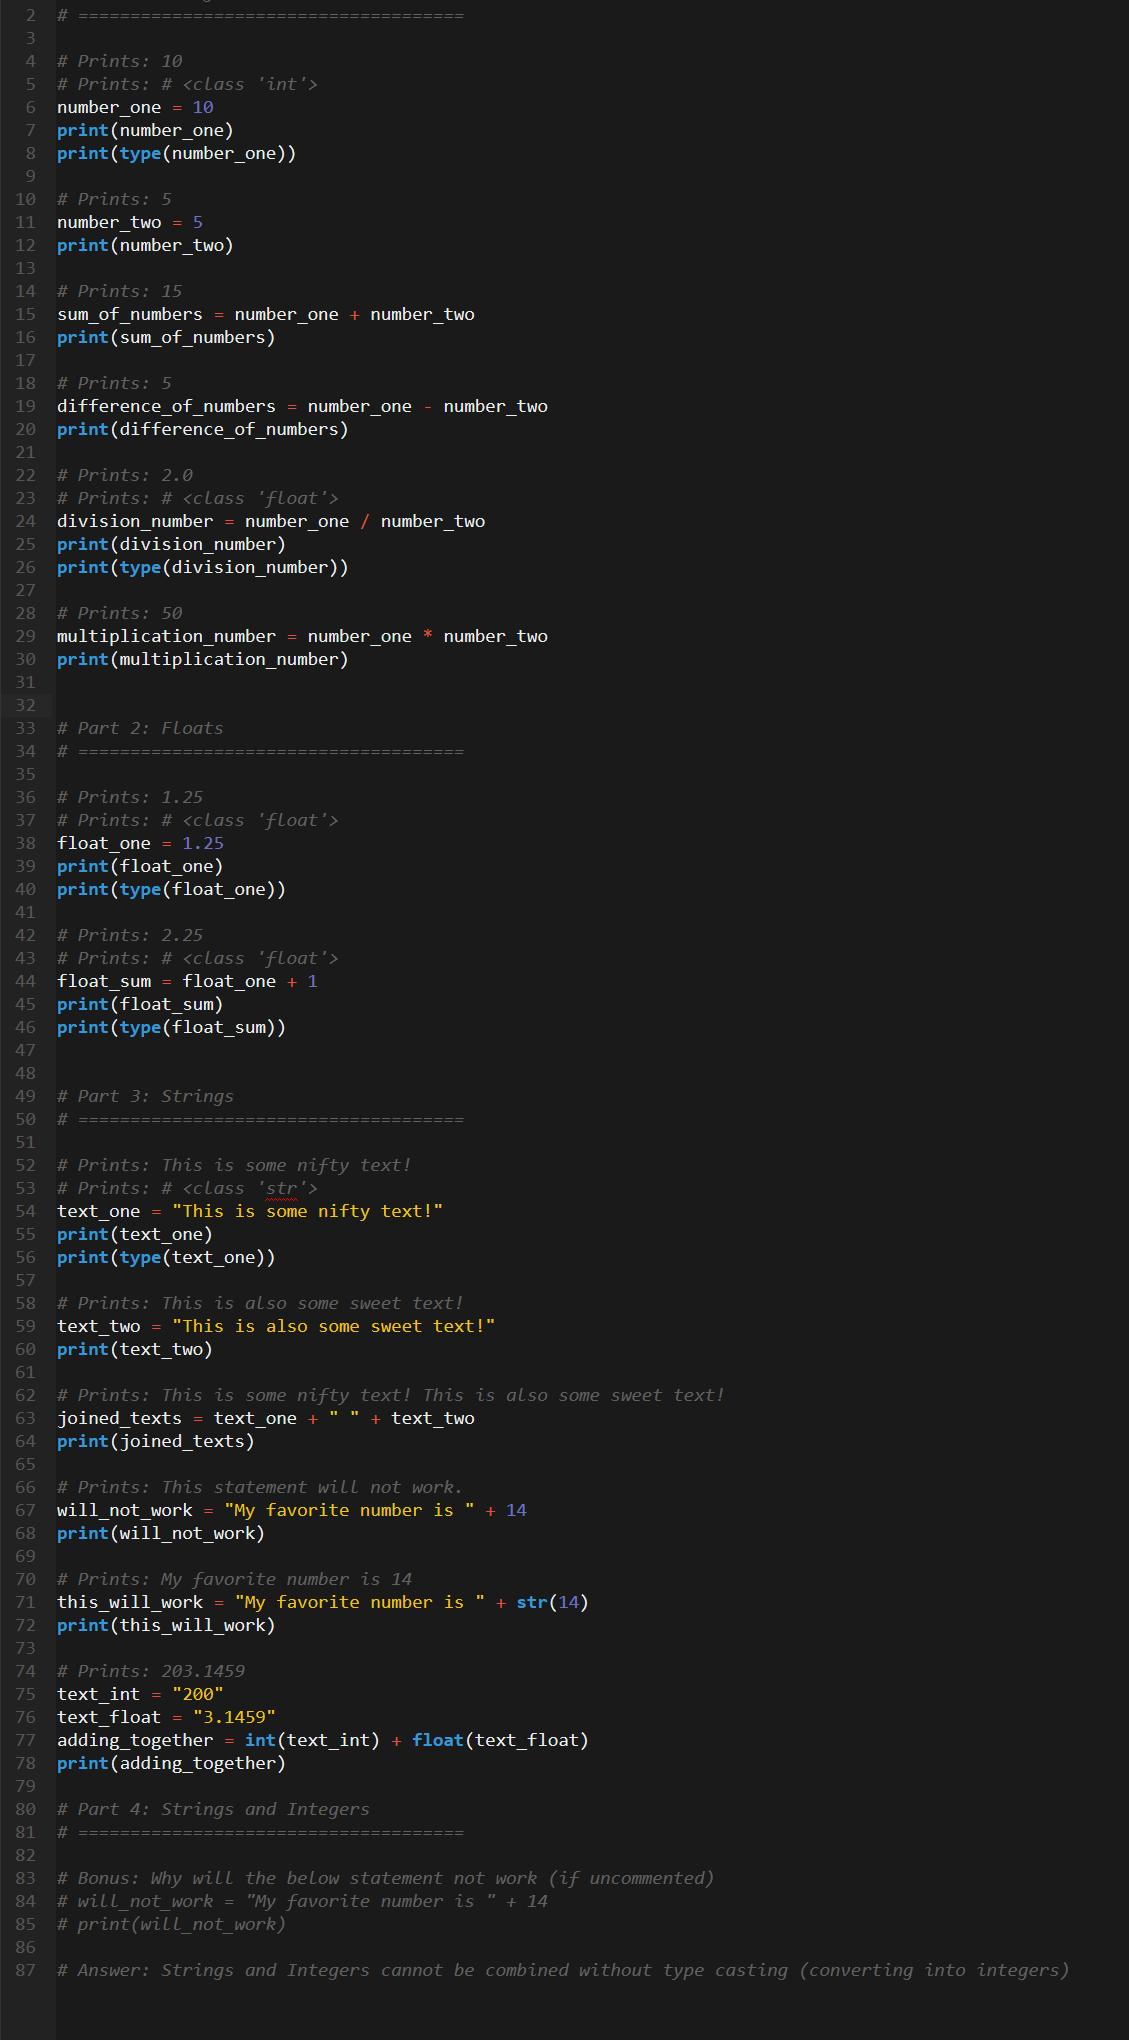 2 # =====================================
3
4 # Prints: 10
5 # Prints: # <class 'int'>
6 number_one = 10
7 print(number_one)
8 print(type(number_one))
9
10 # Prints: 5
11 number_two = 5
12 print(number_two)
13
14 # Prints: 15
15 sum_of_numbers = number_one + number_two
16 print(sum_of_numbers)
17
18 # Prints: 5
19 difference_of_numbers = number_one - number_two
20 print(difference_of_numbers)
21
22 # Prints: 2.0
23 # Prints: # <class 'float'>
24 division_number = number_one / number_two
25 print(division_number)
26 print(type(division_number))
27
28 # Prints: 50
29 multiplication_number = number_one * number_two
30 print(multiplication_number)
31
32
33 # Part 2: Floats
34 # =====================================
35
36 # Prints: 1.25
37 # Prints: # <class 'float'>
38 float_one = 1.25
39 print(float_one)
40 print(type(float_one))
41
42 # Prints: 2.25
43 # Prints: # <class 'float'>
44 float_sum = float_one + 1
45 print(float_sum)
46 print(type(float_sum))
47
48
49 # Part 3: Strings
50 # =====================================
51
52 # Prints: This is some nifty text!
53 # Prints: # <class 'str'>
54 text_one = "This is some nifty text!"
55 print(text_one)
56 print(type(text_one))
57
58 # Prints: This is also some sweet text!
59 text_two = "This is also some sweet text!"
60 print(text_two)
61
62 # Prints: This is some nifty text! This is also some sweet text!
63 joined_texts = text_one + " " + text_two
64 print(joined_texts)
65
66 # Prints: This statement will not work.
67 will_not_work = "My favorite number is " + 14
68 print(will_not_work)
69
70 # Prints: My favorite number is 14
71 this_will_work = "My favorite number is " + str(14)
72 print(this_will_work)
73
74 # Prints: 203.1459
75 text_int = "200"
76 text_float = "3.1459"
77 adding_together = int(text_int) + float(text_float)
78 print(adding_together)
79
80 # Part 4: Strings and Integers
81 # =====================================
82
83 # Bonus: Why will the below statement not work (if uncommented)
84 # will_not_work = "My favorite number is " + 14
85 # print(will_not_work)
86
87 # Answer: Strings and Integers cannot be combined without type casting (converting into integers)